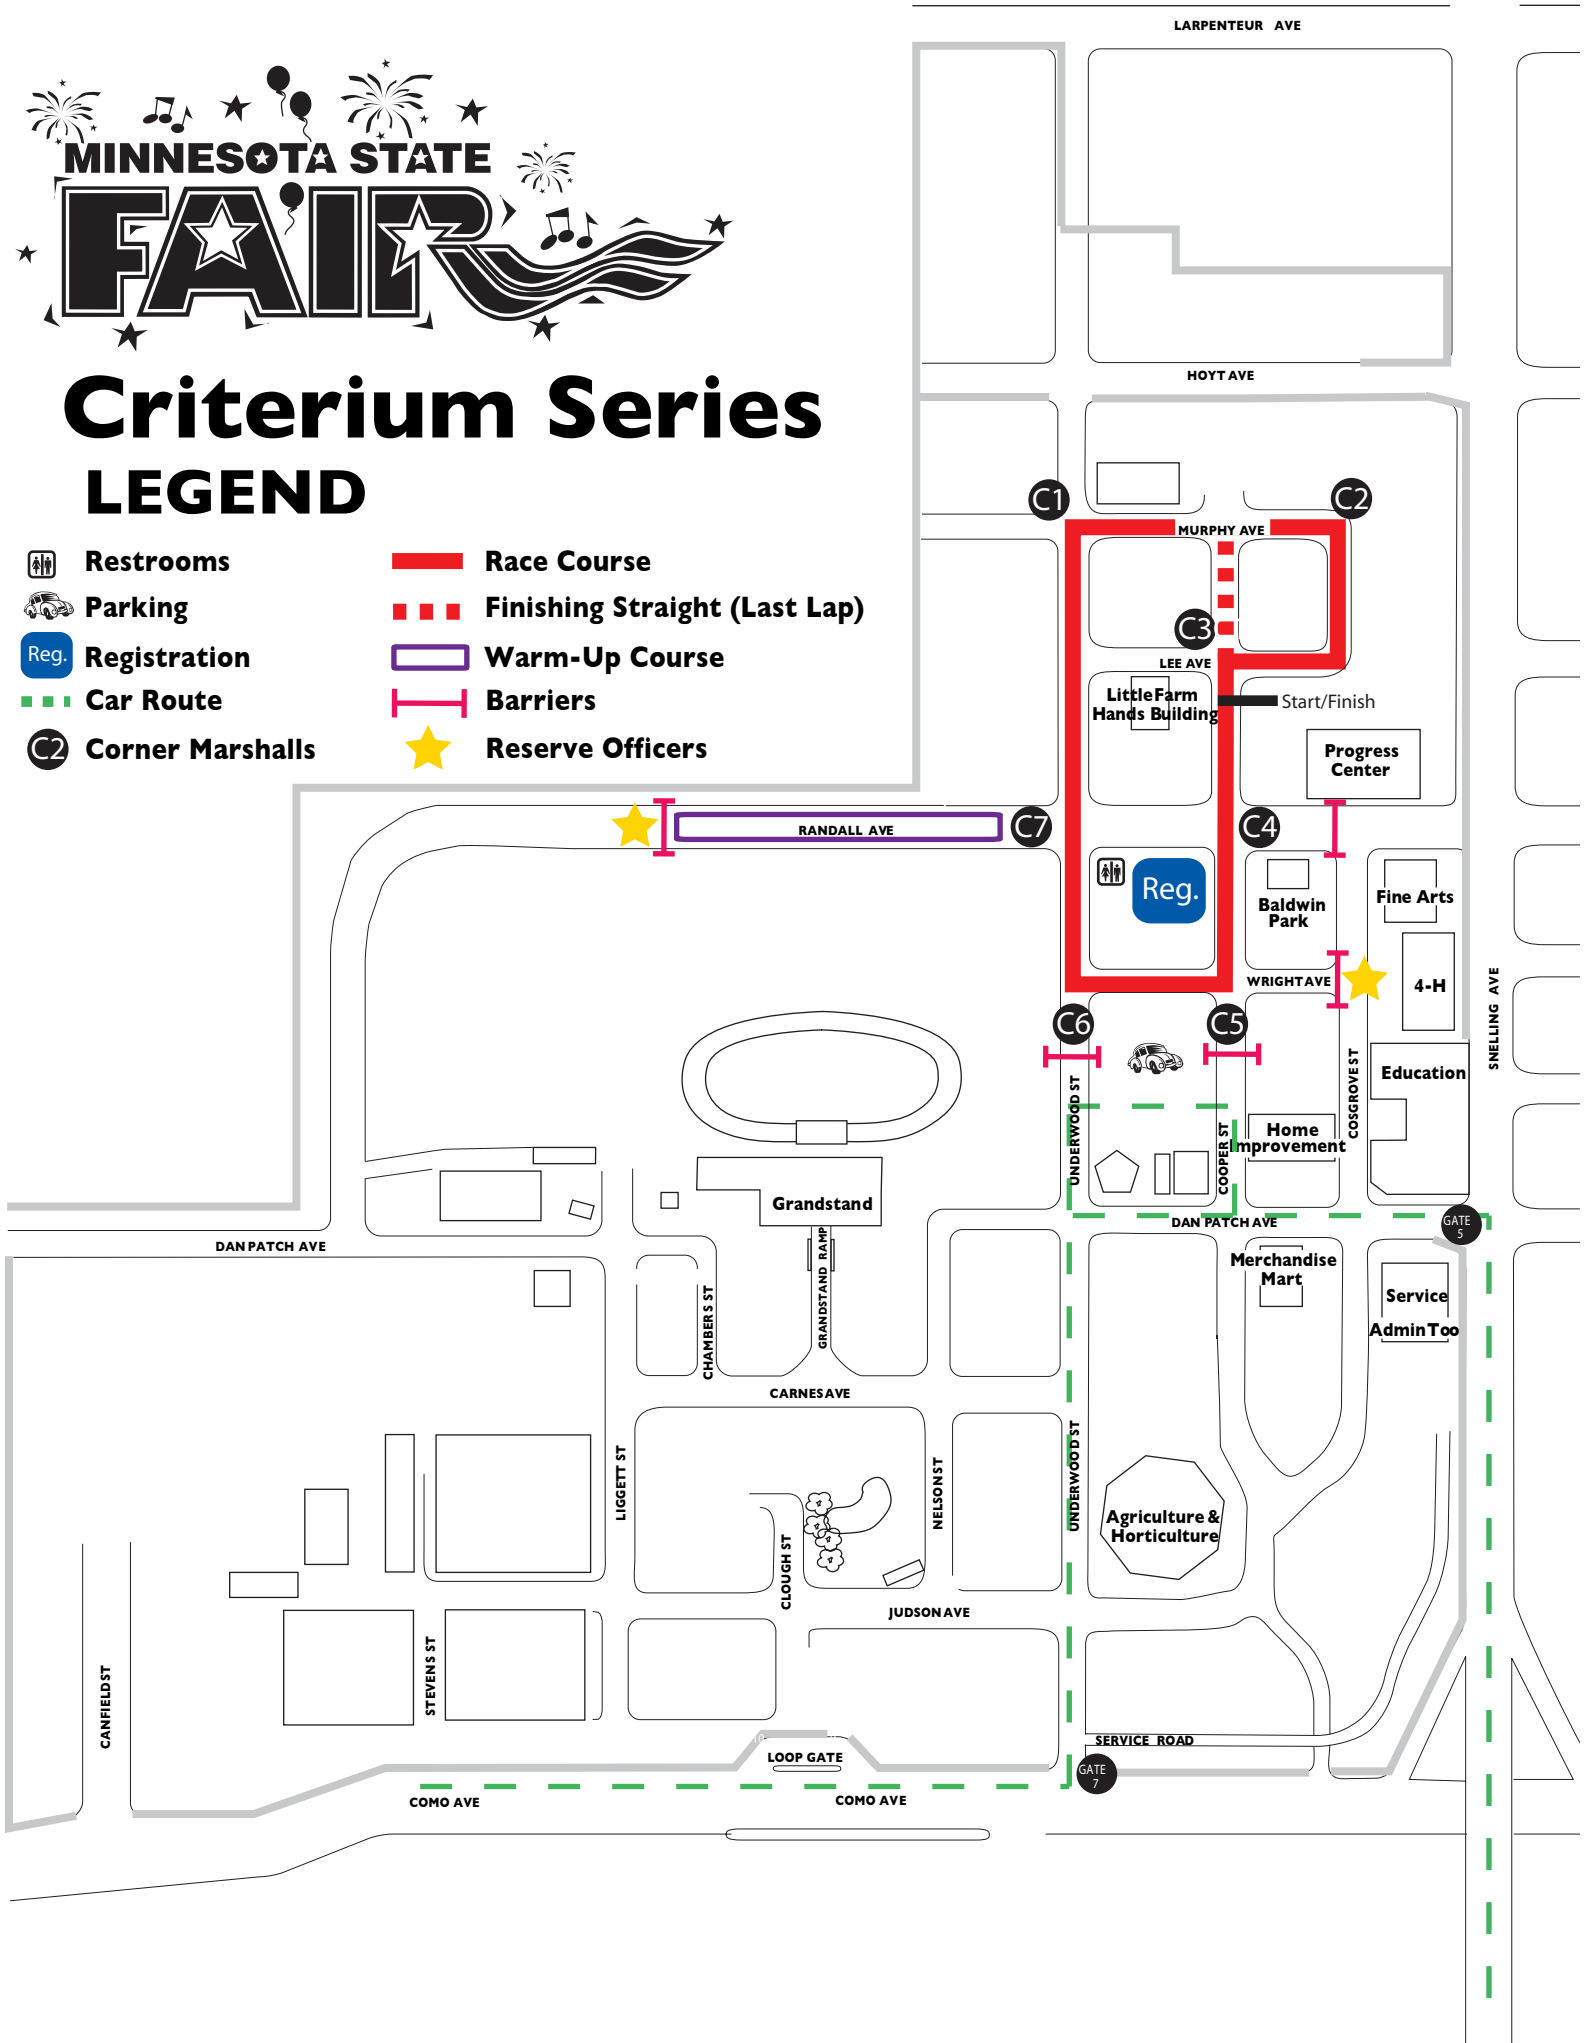 LARPENTEUR AVE
MINNESOTA STATE
FAIR
Criterium Series
LEGEND
Restrooms
Parking
Reg.
Registration
Car Route
C2
Corner Marshalls
Race Course
Finishing Straight (Last Lap)
Warm-Up Course
Barriers
Reserve Officers
HOYT AVE
C1
C2
MURPHY AVE
C3
LEE AVE
Little Farm
Hands Building
Start/Finish
Progress
Center
RANDALL AVE
C7
C4
Reg.
Baldwin
Park
Fine Arts
WRIGHT AVE
4-H
SNELLING AVE
C6
C5
UNDERWOOD ST
COOPER ST
COSGROVE ST
Education
Home
Improvement
Grandstand
GRANDSTAND RAMP
DAN PATCH AVE
DAN PATCH AVE
GATE
5
Merchandise
Mart
Service
Admin Too
CHAMBERS ST
CARNES AVE
LIGGETT ST
NELSON ST
UNDERWOOD ST
Agriculture &
Horticulture
CLOUGH ST
JUDSON AVE
STEVENS ST
CANFIELD ST
SERVICE ROAD
LOOP GATE
GATE
7
COMO AVE
COMO AVE